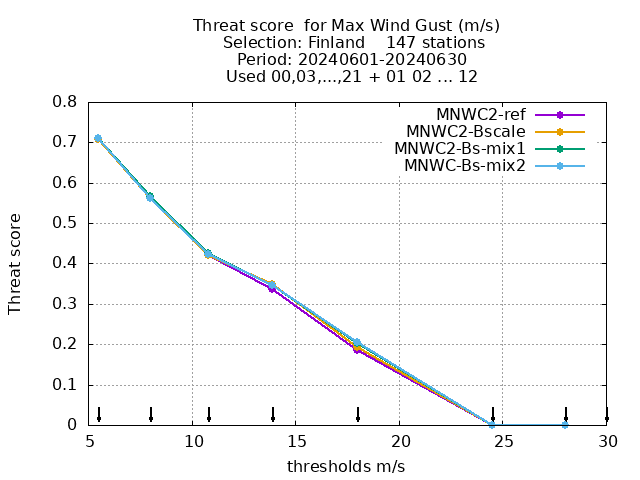 Threat score  for Max Wind Gust (m/s)
Selection: Finland    147 stations
Period: 20240601-20240630
Used 00,03,...,21 + 01 02 ... 12
MNWC2-ref
MNWC2-Bscale
MNWC2-Bs-mix1
MNWC-Bs-mix2
0.8
0.7
0.6
0.5
0.4
0.3
0.2
0.1
0
Threat score
5 10 15 20 25 30
thresholds m/s